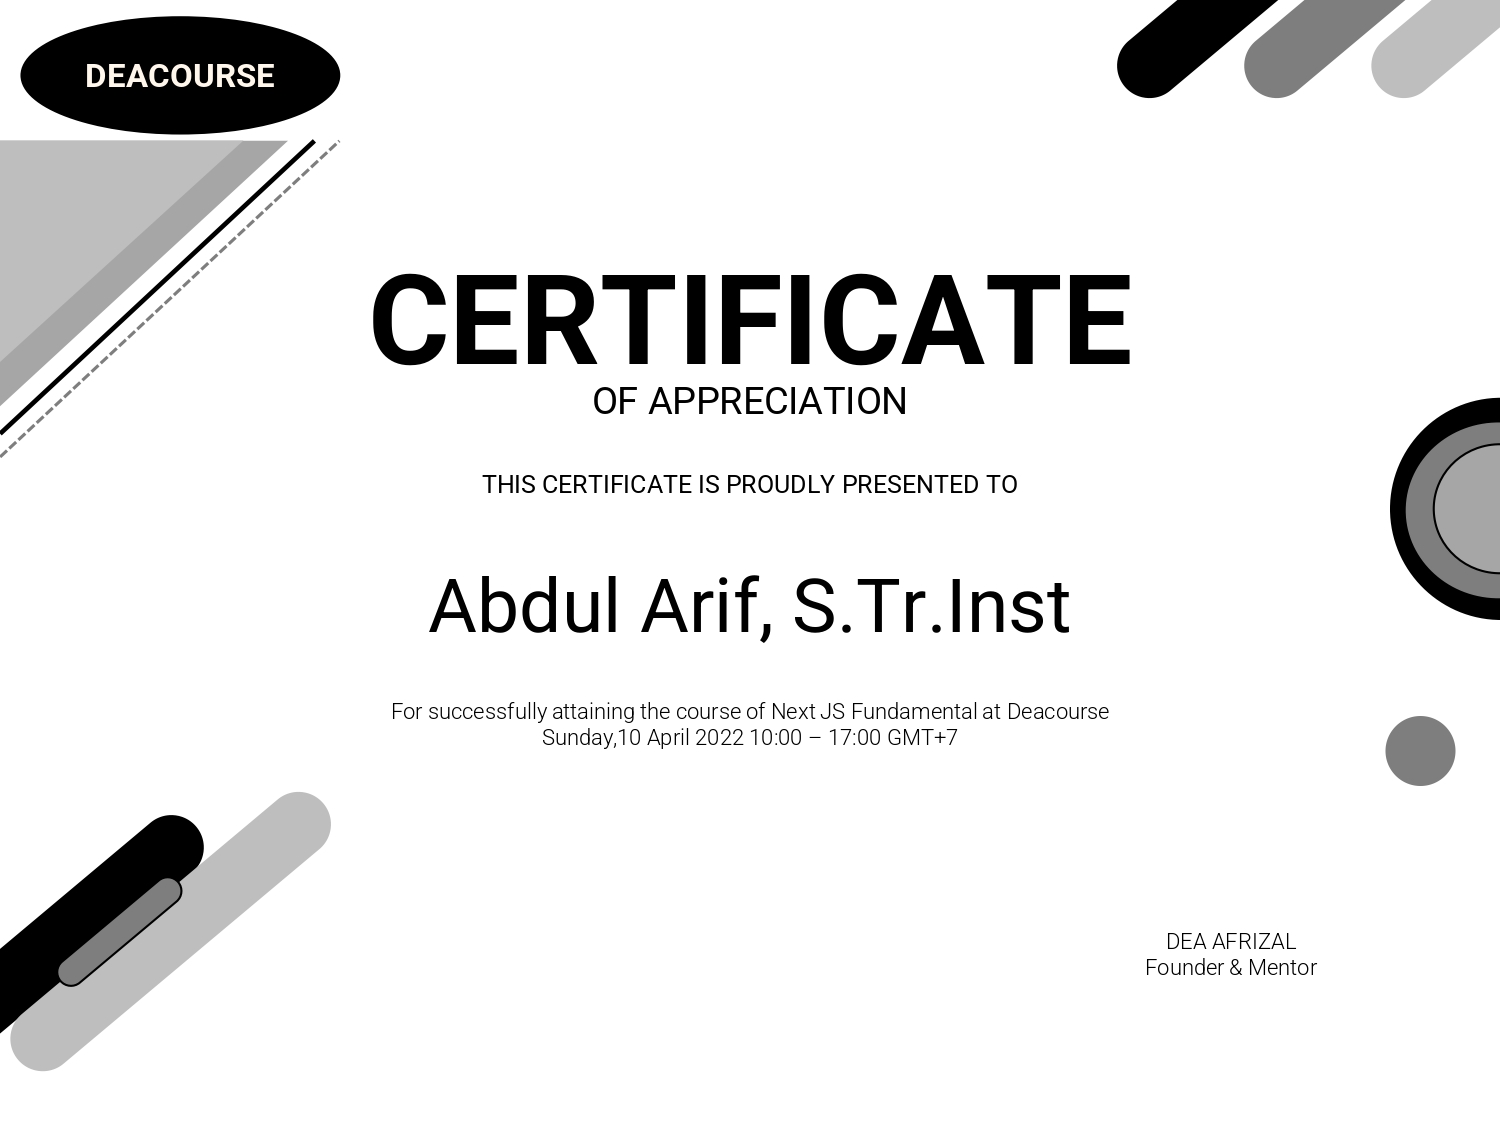 DEACOURSE
CERTIFICATE
OF APPRECIATION
THIS CERTIFICATE IS PROUDLY PRESENTED TO
Abdul Arif, S.Tr.Inst
For successfully attaining the course of Next JS Fundamental at Deacourse
Sunday,10 April 2022 10:00 – 17:00 GMT+7
DEA AFRIZAL
Founder & Mentor